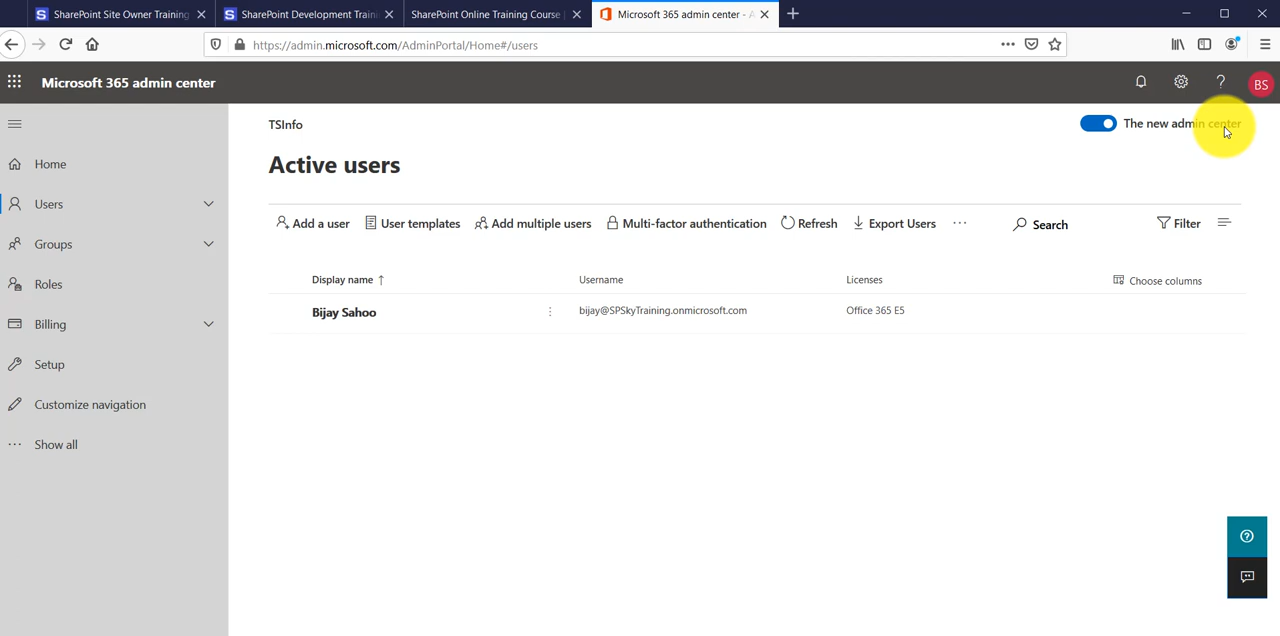 SharePoint Site Owner Training
SharePoint Development Traini
SharePoint Online Training Course |
Microsoft 365 admin center - A
https://admin.microsoft.com/AdminPortal/Home#/users
Microsoft 365 admin center
BS
TSInfo
The new admin center
Active users
Home
Users
Groups
Roles
Billing
Setup
Customize navigation
Show all
Add a user
User templates
Add multiple users
Multi-factor authentication
Refresh
Export Users
Search
Filter
Display name ↑
Username
Licenses
Choose columns
Bijay Sahoo
bijay@SPSkyTraining.onmicrosoft.com
Office 365 E5